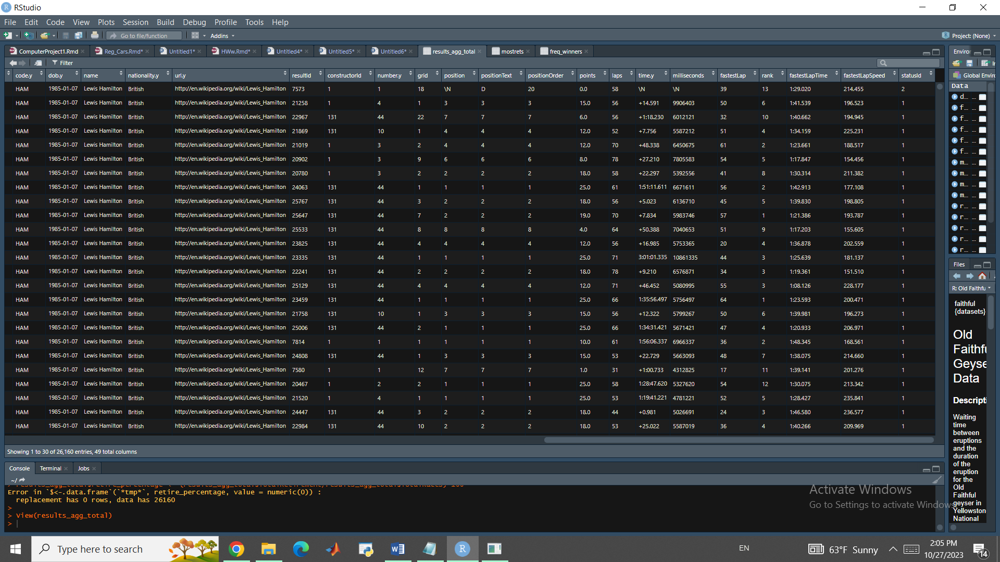 RStudio
File Edit Code View Plots Session Build Debug Profile Tools Help
Go to file/function Addins Project: (None)
ComputerProject1.Rmd Reg_Cars.Rmd* Untitled1* HWw.Rmd* Untitled4* Untitled5* Untitled6* results_agg_total mostrets freq_winners
Filter
code.y dob.y name nationality.y url.y resultId constructorId number.y grid position positionText positionOrder points laps time.y milliseconds fastestLap rank fastestLapTime fastestLapSpeed statusId
HAM 1985-01-07 Lewis Hamilton British http://en.wikipedia.org/wiki/Lewis_Hamilton 7573 1 1 18 \N D 20 0.0 58 \N \N 39 13 1:29.020 214.455 2
HAM 1985-01-07 Lewis Hamilton British http://en.wikipedia.org/wiki/Lewis_Hamilton 21258 1 4 1 3 3 3 15.0 56 +14.591 9906403 50 6 1:41.539 196.523 1
HAM 1985-01-07 Lewis Hamilton British http://en.wikipedia.org/wiki/Lewis_Hamilton 22967 131 44 22 7 7 7 6.0 56 +1:18.230 6012121 32 10 1:40.662 194.945 1
HAM 1985-01-07 Lewis Hamilton British http://en.wikipedia.org/wiki/Lewis_Hamilton 21869 131 10 1 4 4 4 12.0 52 +7.756 5587212 51 4 1:34.159 225.231 1
HAM 1985-01-07 Lewis Hamilton British http://en.wikipedia.org/wiki/Lewis_Hamilton 21019 1 3 2 4 4 4 12.0 70 +48.338 6450675 61 2 1:23.661 188.517 1
HAM 1985-01-07 Lewis Hamilton British http://en.wikipedia.org/wiki/Lewis_Hamilton 20902 1 3 9 6 6 6 8.0 78 +27.210 7805583 54 5 1:17.847 154.456 1
HAM 1985-01-07 Lewis Hamilton British http://en.wikipedia.org/wiki/Lewis_Hamilton 20780 1 3 2 2 2 2 18.0 58 +22.297 5392556 41 8 1:30.314 211.382 1
HAM 1985-01-07 Lewis Hamilton British http://en.wikipedia.org/wiki/Lewis_Hamilton 24063 131 44 1 1 1 1 25.0 61 1:51:11.611 6671611 56 2 1:42.913 177.108 1
HAM 1985-01-07 Lewis Hamilton British http://en.wikipedia.org/wiki/Lewis_Hamilton 25767 131 44 3 2 2 2 18.0 56 +5.023 6136710 45 5 1:39.830 198.805 1
HAM 1985-01-07 Lewis Hamilton British http://en.wikipedia.org/wiki/Lewis_Hamilton 25647 131 44 7 2 2 2 19.0 70 +7.834 5983746 57 1 1:21.386 193.787 1
HAM 1985-01-07 Lewis Hamilton British http://en.wikipedia.org/wiki/Lewis_Hamilton 25533 131 44 8 8 8 8 4.0 64 +50.388 7040653 51 9 1:17.203 155.605 1
HAM 1985-01-07 Lewis Hamilton British http://en.wikipedia.org/wiki/Lewis_Hamilton 23825 131 44 4 4 4 4 12.0 56 +16.985 5753365 20 4 1:36.878 202.559 1
HAM 1985-01-07 Lewis Hamilton British http://en.wikipedia.org/wiki/Lewis_Hamilton 23335 131 44 1 1 1 1 25.0 71 3:01:01.335 10861335 44 3 1:25.639 181.137 1
HAM 1985-01-07 Lewis Hamilton British http://en.wikipedia.org/wiki/Lewis_Hamilton 22241 131 44 2 2 2 2 18.0 78 +9.210 6576871 34 3 1:19.361 151.510 1
HAM 1985-01-07 Lewis Hamilton British http://en.wikipedia.org/wiki/Lewis_Hamilton 25129 131 44 4 4 4 4 12.0 71 +46.452 5080995 55 3 1:08.126 228.177 1
HAM 1985-01-07 Lewis Hamilton British http://en.wikipedia.org/wiki/Lewis_Hamilton 23459 131 44 1 1 1 1 25.0 66 1:35:56.497 5756497 64 1 1:23.593 200.471 1
HAM 1985-01-07 Lewis Hamilton British http://en.wikipedia.org/wiki/Lewis_Hamilton 21758 131 10 1 3 3 3 15.0 56 +12.322 5799267 50 6 1:39.981 196.273 1
HAM 1985-01-07 Lewis Hamilton British http://en.wikipedia.org/wiki/Lewis_Hamilton 25006 131 44 2 1 1 1 25.0 66 1:34:31.421 5671421 47 4 1:20.933 206.971 1
HAM 1985-01-07 Lewis Hamilton British http://en.wikipedia.org/wiki/Lewis_Hamilton 7814 1 1 1 1 1 1 10.0 61 1:56:06.337 6966337 36 2 1:48.345 168.561 1
HAM 1985-01-07 Lewis Hamilton British http://en.wikipedia.org/wiki/Lewis_Hamilton 24808 131 44 1 3 3 3 15.0 53 +22.729 5663093 48 7 1:38.075 214.660 1
HAM 1985-01-07 Lewis Hamilton British http://en.wikipedia.org/wiki/Lewis_Hamilton 7580 1 1 12 7 7 7 1.0 31 +1:00.733 4312825 17 11 1:39.141 201.276 1
HAM 1985-01-07 Lewis Hamilton British http://en.wikipedia.org/wiki/Lewis_Hamilton 20467 1 2 2 1 1 1 25.0 58 1:28:47.620 5327620 54 12 1:30.075 213.342 1
HAM 1985-01-07 Lewis Hamilton British http://en.wikipedia.org/wiki/Lewis_Hamilton 21520 1 4 1 1 1 1 25.0 53 1:19:41.221 4781221 52 5 1:28.427 235.841 1
HAM 1985-01-07 Lewis Hamilton British http://en.wikipedia.org/wiki/Lewis_Hamilton 24447 131 44 3 2 2 2 18.0 44 +0.981 5026691 24 3 1:46.580 236.577 1
HAM 1985-01-07 Lewis Hamilton British http://en.wikipedia.org/wiki/Lewis_Hamilton 22984 131 44 10 2 2 2 18.0 53 +25.022 5587019 36 4 1:40.266 209.969 1
Showing 1 to 30 of 26,160 entries, 49 total columns
Console Terminal Jobs
~/
Error in `$<-.data.frame`(`*tmp*`, retire_percentage, value = numeric(0)) :
replacement has 0 rows, data has 26160
>
> View(results_agg_total)
>
Environ
Global Enviro
Data
d... ...
f... ...
f... ...
f... ...
f... ...
f... ...
m... ...
m... ...
m... ...
m... ...
r... ...
r... ...
r... ...
r... ...
r... ...
Files
R: Old Faithfu
faithful
{datasets}
Old
Faithfu
Geyse
Data
Descripti
Waiting
time
between
eruptions
and the
duration
of the
eruption
for the
Old
Faithful
geyser in
Yellowston
National
Activate Windows
Go to Settings to activate Windows.
Type here to search
EN
63°F Sunny
2:05 PM
10/27/2023
14